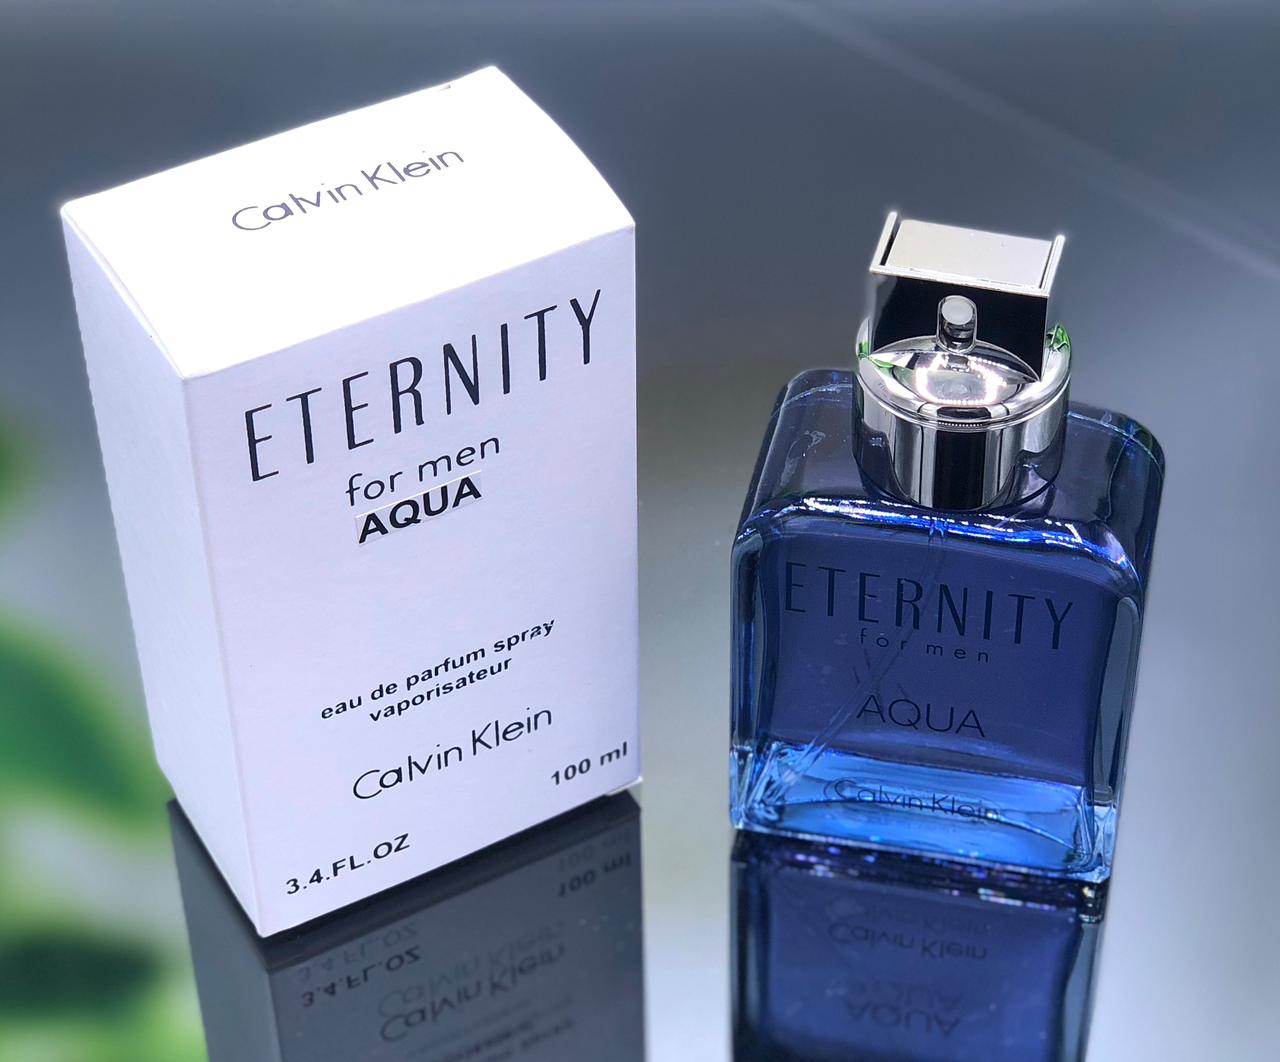 Calvin Klein
ETERNITY
for men
AQUA
eau de parfum spray
vaporisateur
Calvin Klein
100 ml
3.4.FL.OZ
ETERNITY
for men
AQUA
Calvin Klein